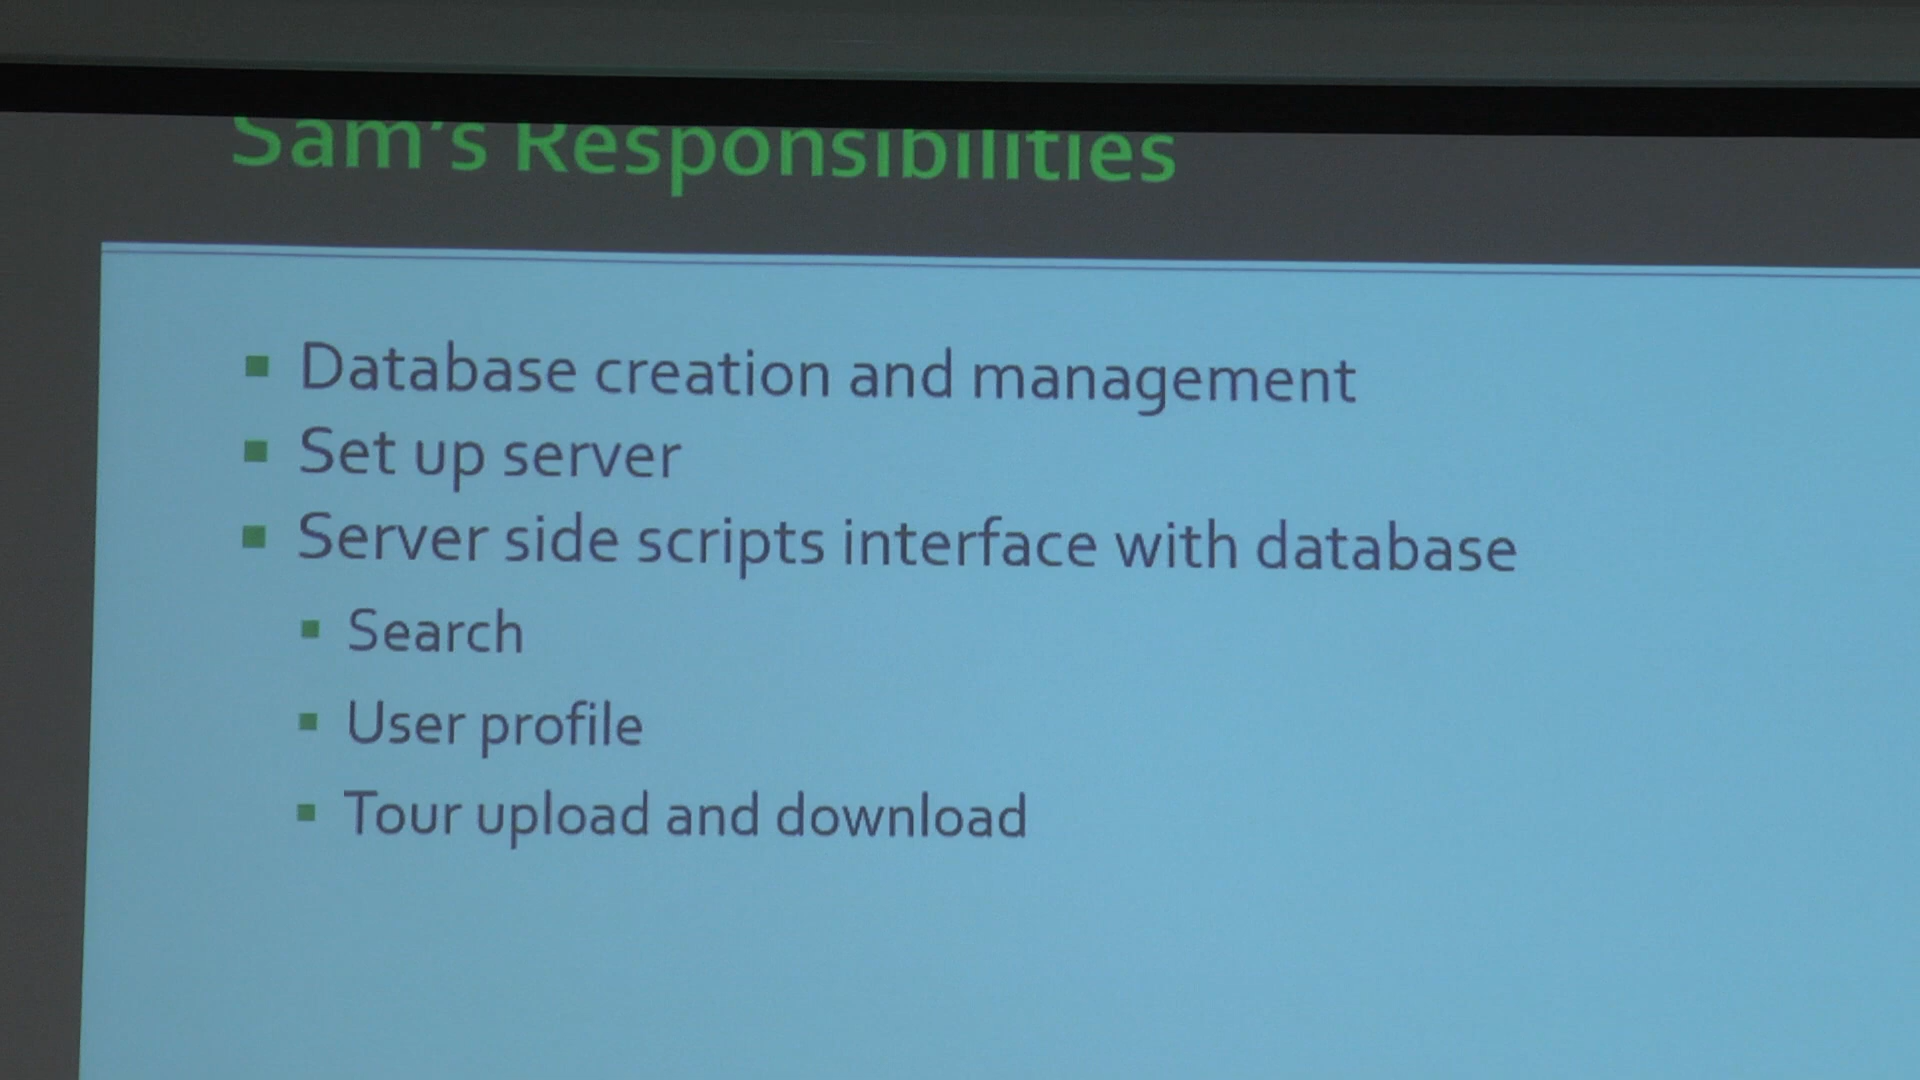 Sam's Responsibilities
Database creation and management
Set up server
Server side scripts interface with database
Search
User profile
Tour upload and download